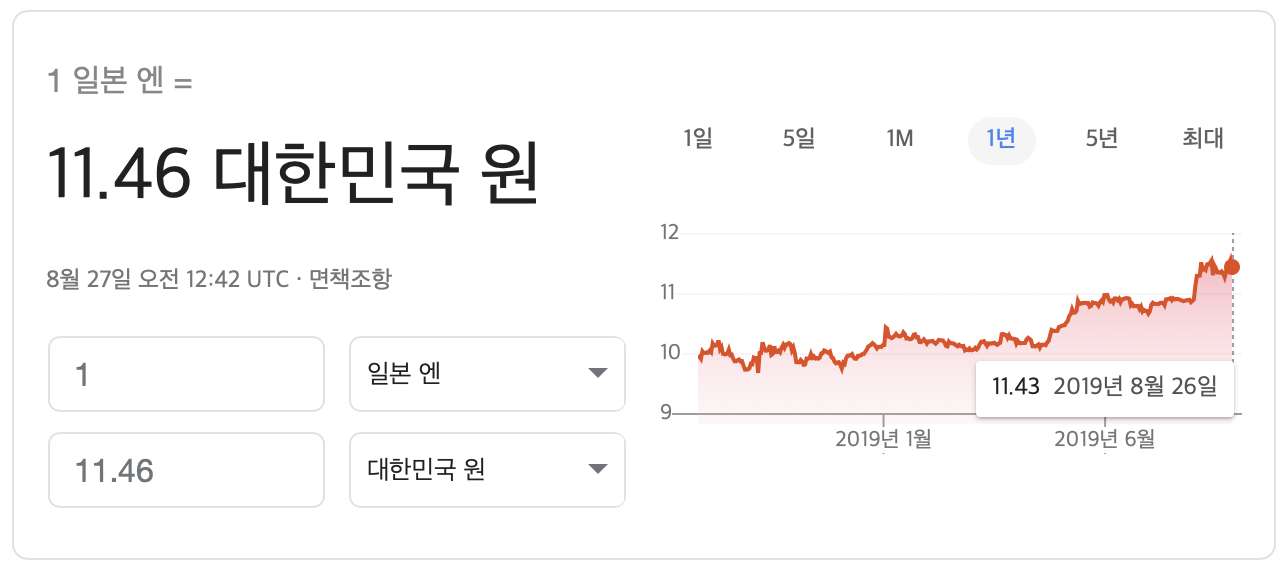 1 일본 엔 =
11.46 대한민국 원
8월 27일 오전 12:42 UTC · 면책조항
1
일본 엔
11.46
대한민국 원
1일 5일 1M 1년 5년 최대
12
11
10
9
11.43 2019년 8월 26일
2019년 1월 2019년 6월